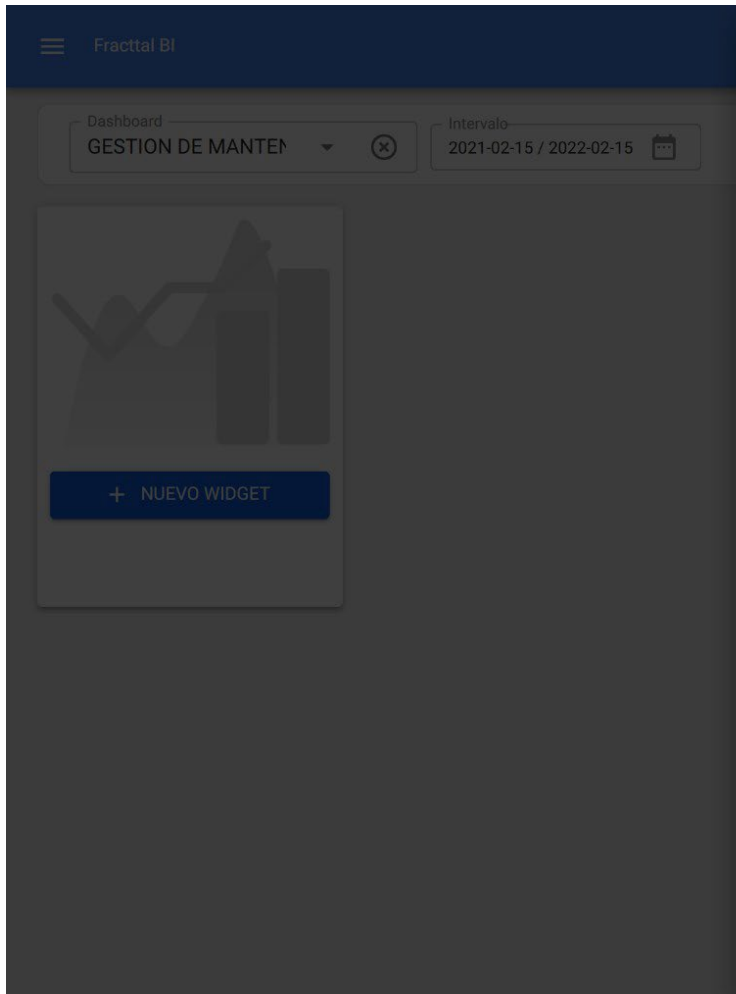 Fracttal BI
Dashboard
GESTION DE MANTEN
Intervalo
2021-02-15 / 2022-02-15
+ NUEVO WIDGET